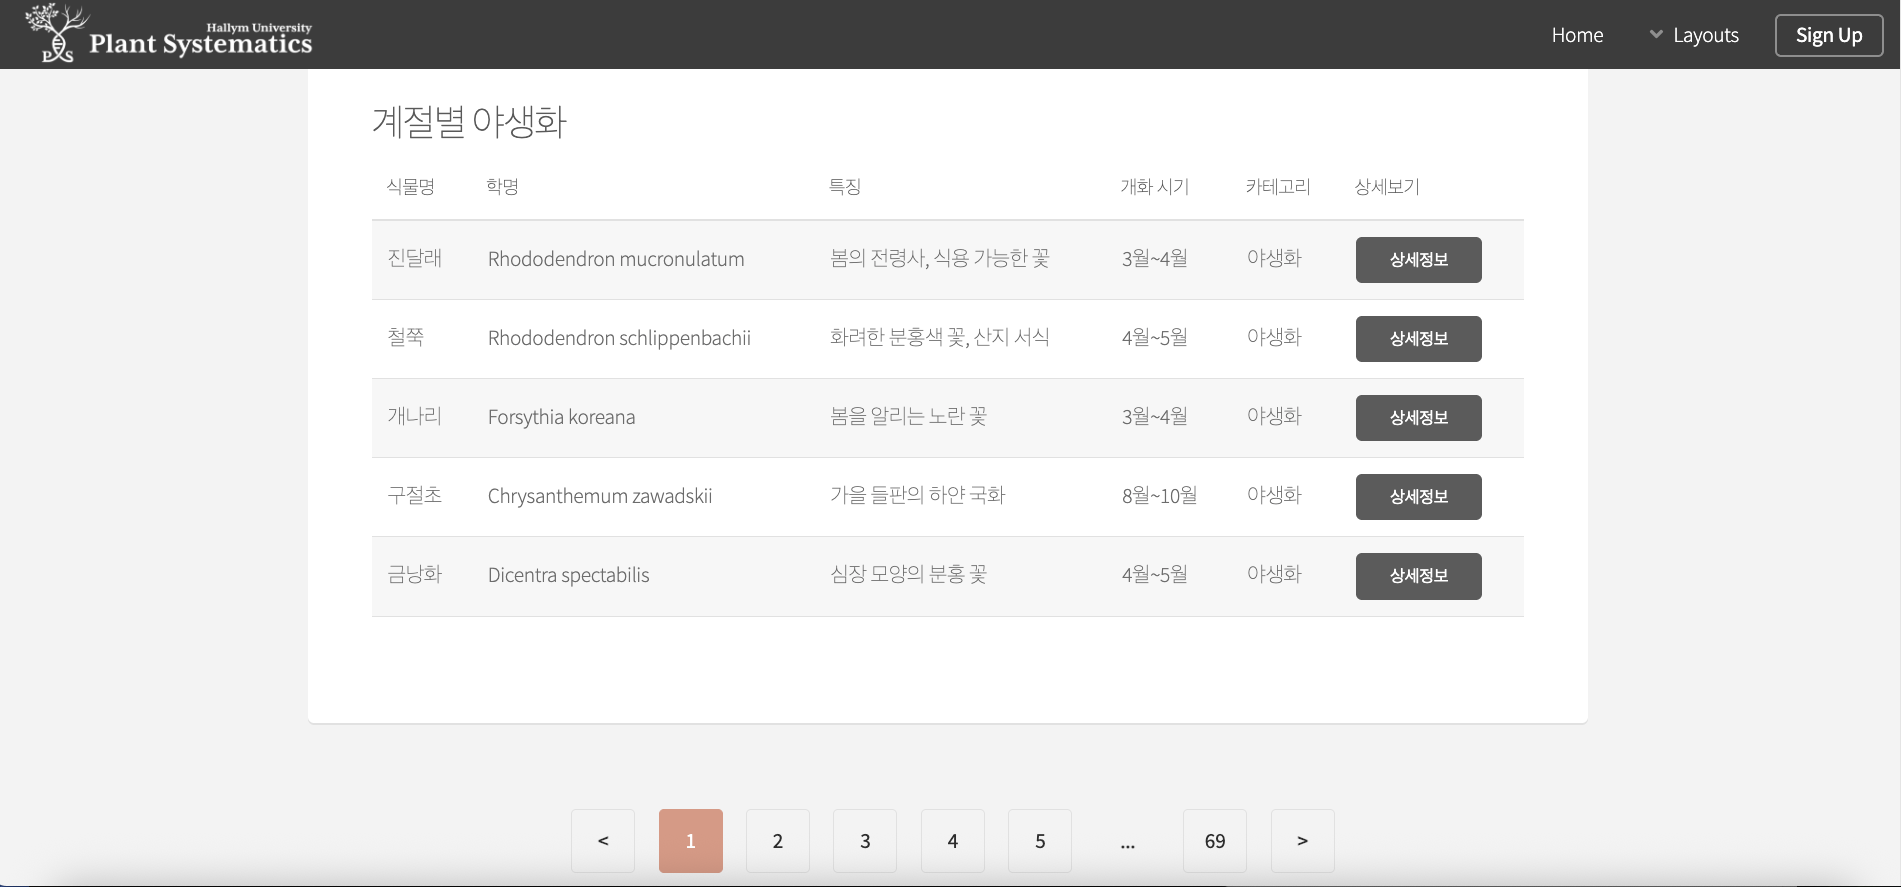 Hallym University
Plant Systematics
PS
Home Layouts Sign Up
계절별 야생화
식물명 학명 특징 개화 시기 카테고리 상세보기
진달래 Rhododendron mucronulatum 봄의 전령사, 식용 가능한 꽃 3월~4월 야생화 상세정보
철쭉 Rhododendron schlippenbachii 화려한 분홍색 꽃, 산지 서식 4월~5월 야생화 상세정보
개나리 Forsythia koreana 봄을 알리는 노란 꽃 3월~4월 야생화 상세정보
구절초 Chrysanthemum zawadskii 가을 들판의 하얀 국화 8월~10월 야생화 상세정보
금낭화 Dicentra spectabilis 심장 모양의 분홍 꽃 4월~5월 야생화 상세정보
< 1 2 3 4 5 ... 69 >